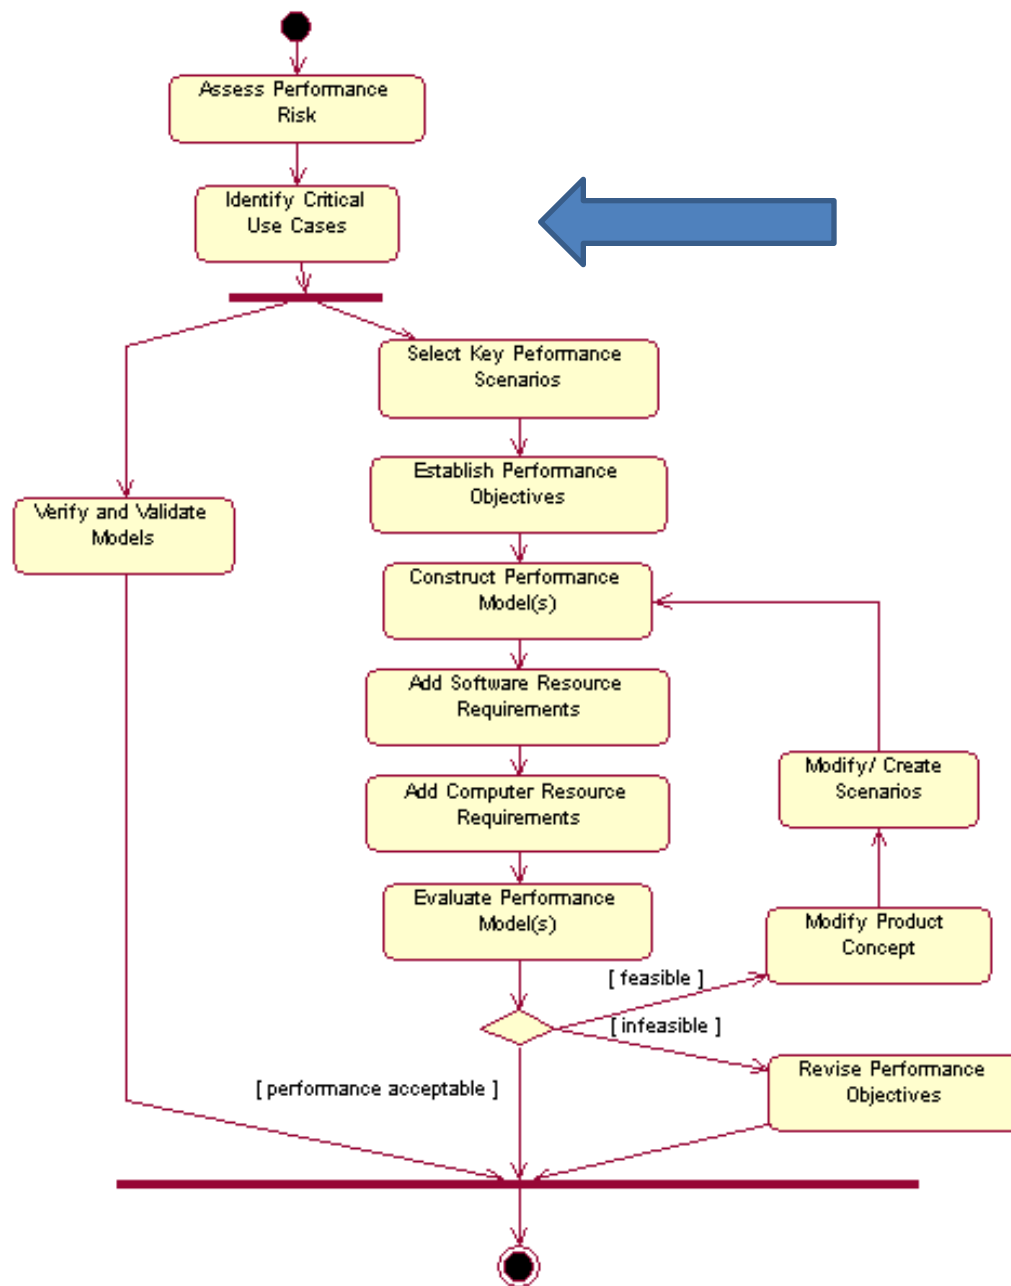 Assess Performance
Risk
Identify Critical
Use Cases
Select Key Peformance
Scenarios
Establish Performance
Objectives
Verify and Validate
Models
Construct Performance
Model(s)
Add Software Resource
Requirements
Modify/ Create
Scenarios
Add Computer Resource
Requirements
Evaluate Performance
Model(s)
Modify Product
Concept
[ feasible ]
[ infeasible ]
Revise Performance
Objectives
[ performance acceptable ]